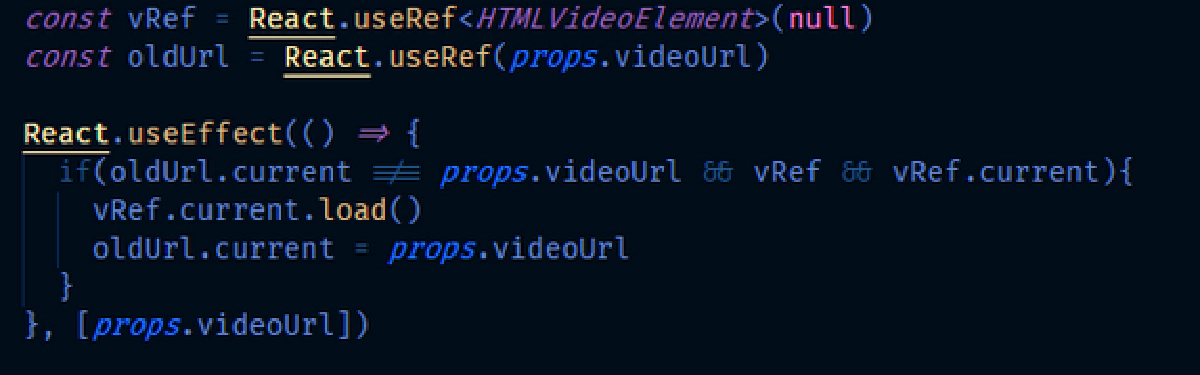 const vRef = React.useRef<HTMLVideoElement>(null)
const oldUrl = React.useRef(props.videoUrl)
React.useEffect(() => {
if(oldUrl.current !== props.videoUrl && vRef && vRef.current){
vRef.current.load()
oldUrl.current = props.videoUrl
}
}, [props.videoUrl])